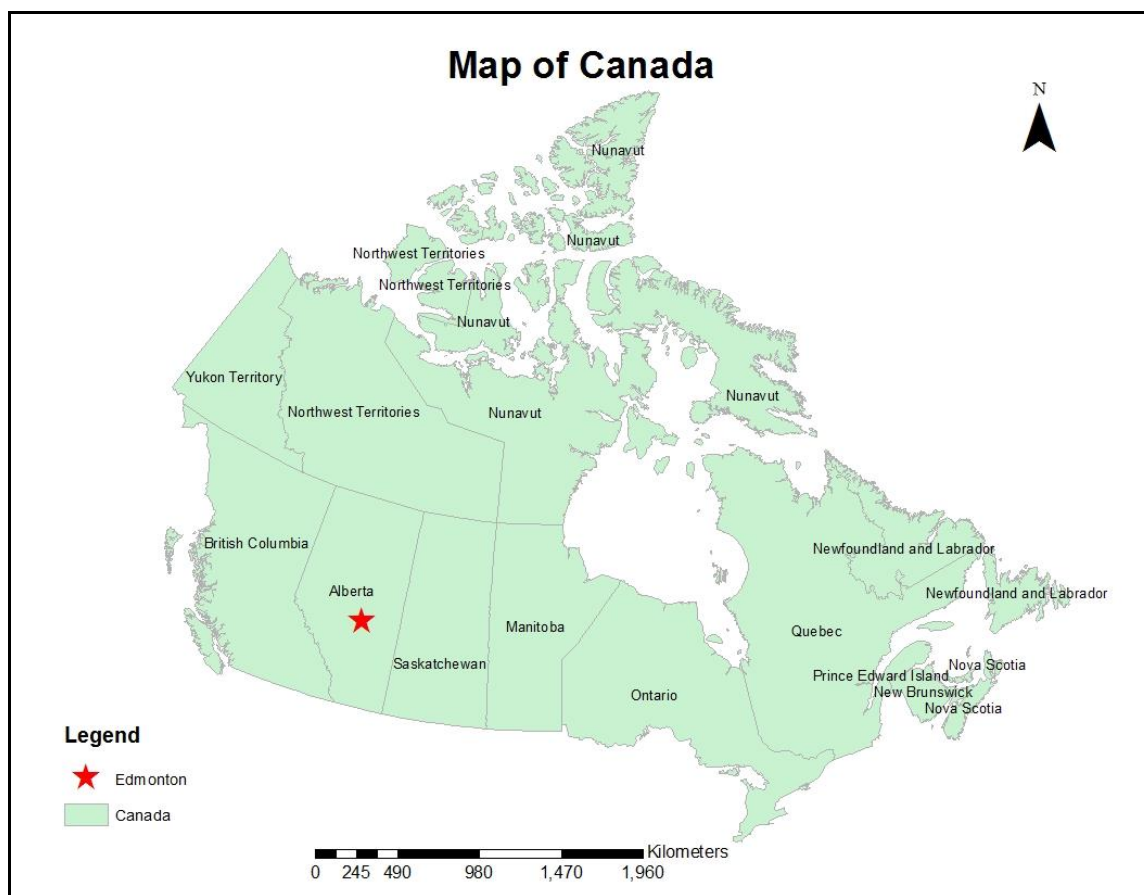 Map of Canada
N
Nunavut
Nunavut
Northwest Territories
Northwest Territories
Nunavut
Yukon Territory
Northwest Territories
Nunavut
Nunavut
British Columbia
Newfoundland and Labrador
Alberta
Newfoundland and Labrador
Manitoba
Quebec
Saskatchewan
Nova Scotia
Prince Edward Island
New Brunswick
Ontario
Nova Scotia
Legend
Edmonton
Canada
Kilometers
0 245 490 980 1,470 1,960